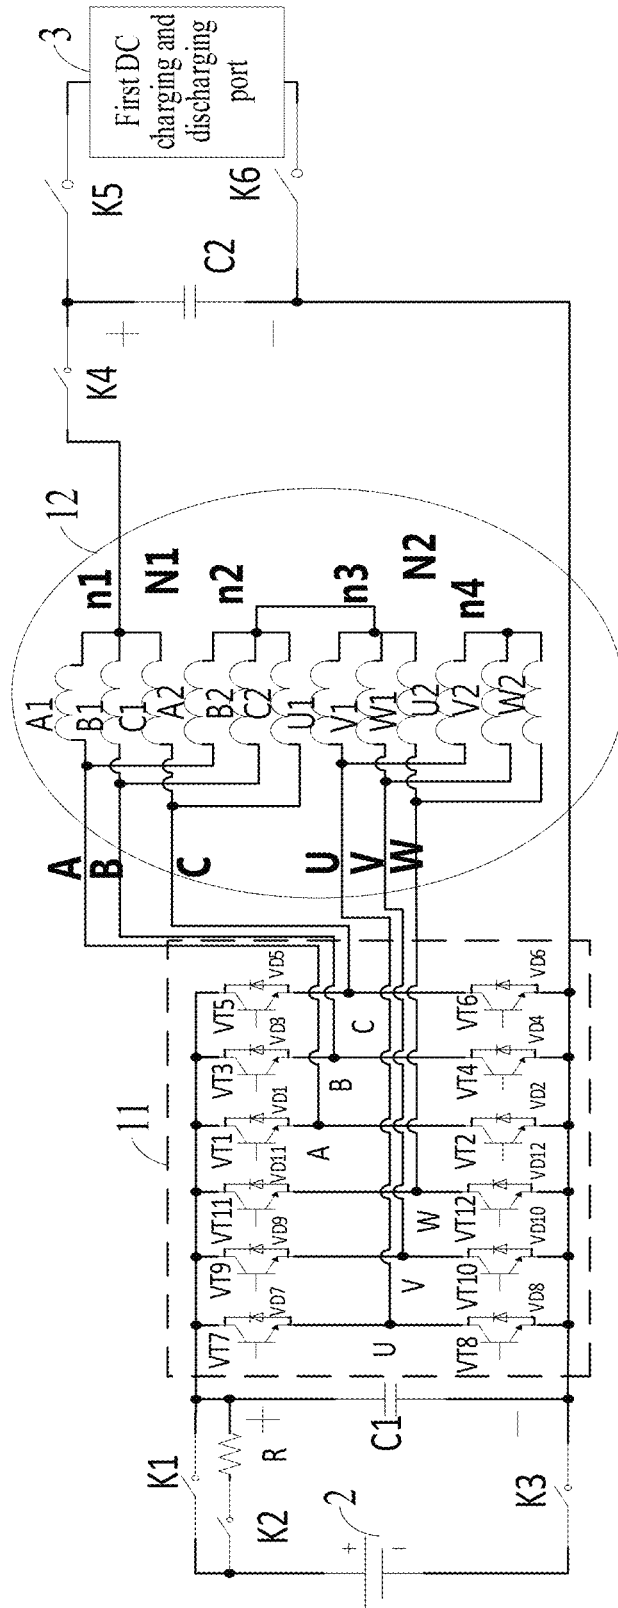 3
First DC
charging and
discharging
port
K5
K6
C2
+
−
K4
12
n1
N1
n2
n3
N2
n4
A1
B1
C1
A2
B2
C2
U1
V1
W1
U2
V2
W2
A
B
C
U
V
W
11
VT5
VD5
VT3
VD3
VT1
VD1
VT11
VD11
VT9
VD9
VT7
VD7
C
B
A
W
V
U
VT6
VD6
VT4
VD4
VT2
VD2
VT12
VD12
VT10
VD10
VT8
VD8
K1
R
K2
+
C1
−
2
+
−
K3